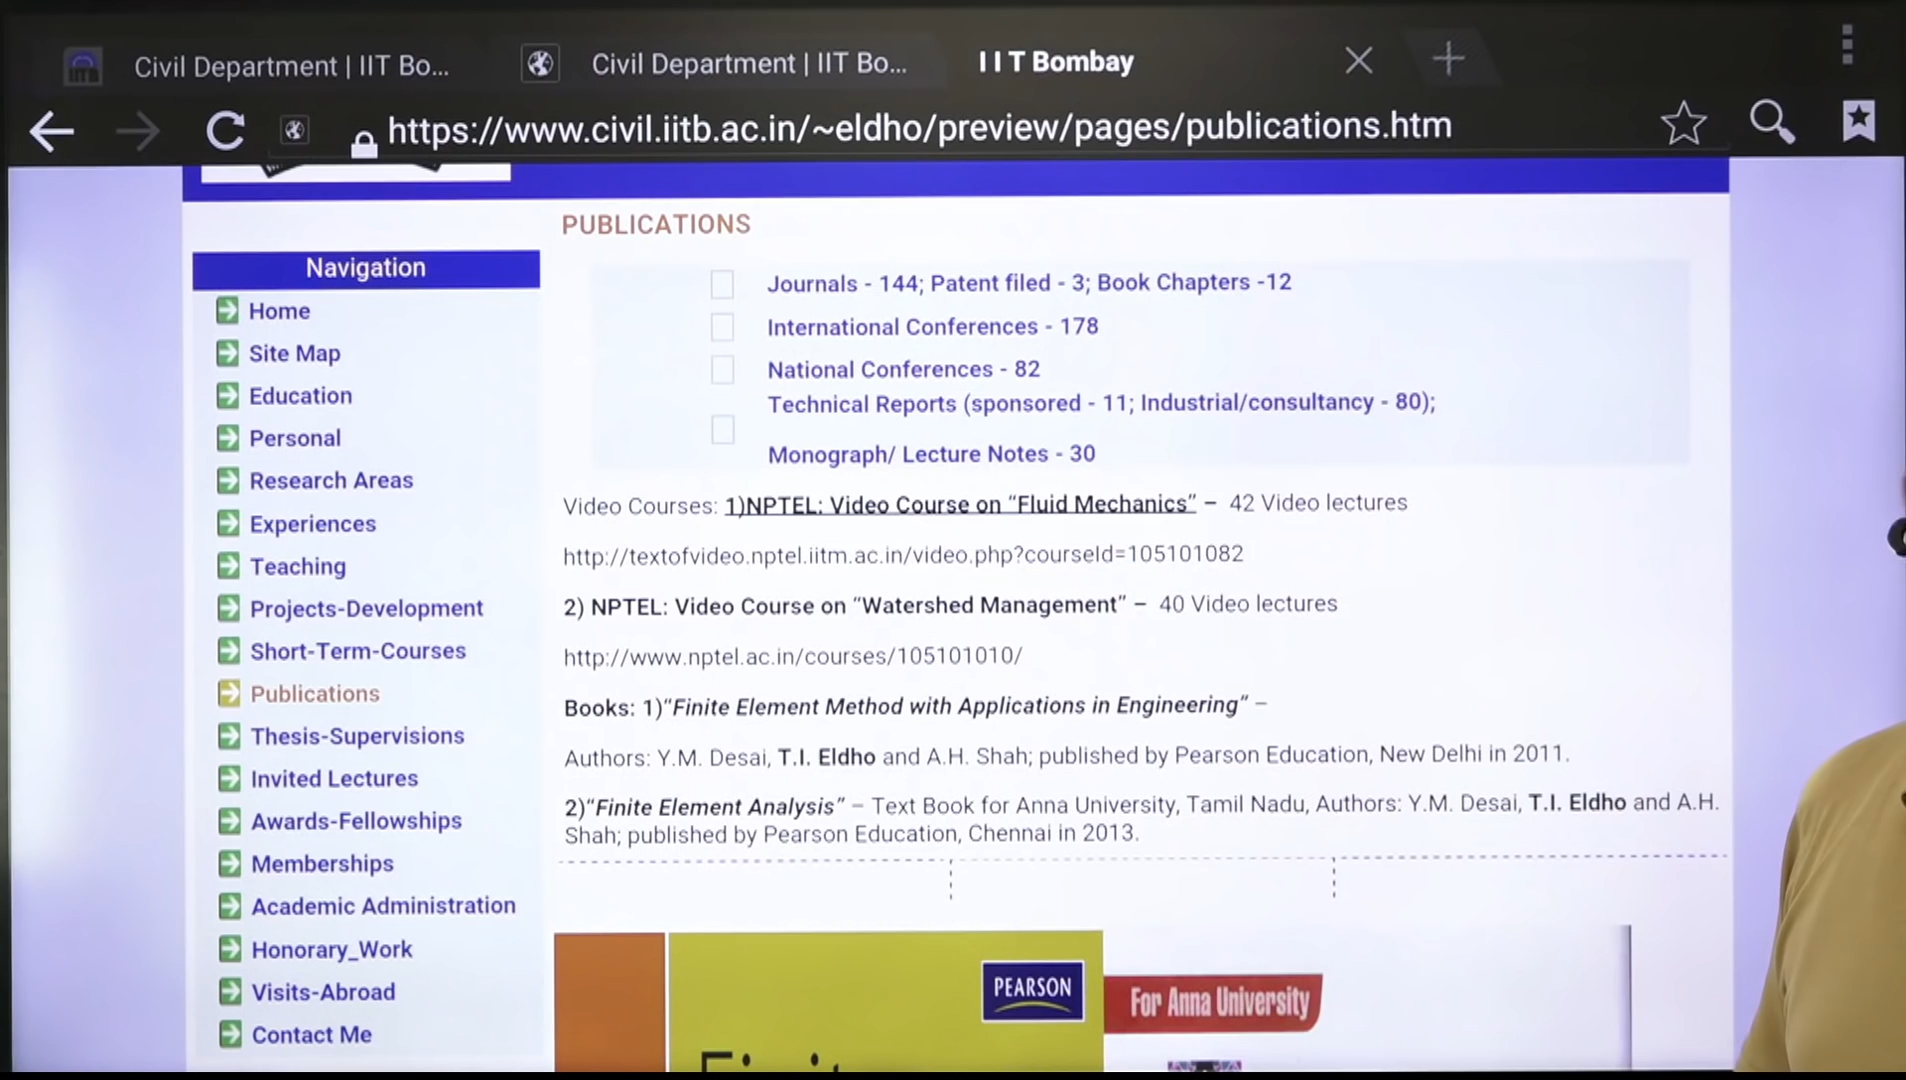 Civil Department | IIT Bo...
Civil Department | IIT Bo...
I I T Bombay
https://www.civil.iitb.ac.in/~eldho/preview/pages/publications.htm
PUBLICATIONS
Navigation
Home
Site Map
Education
Personal
Research Areas
Experiences
Teaching
Projects-Development
Short-Term-Courses
Publications
Thesis-Supervisions
Invited Lectures
Awards-Fellowships
Memberships
Academic Administration
Honorary_Work
Visits-Abroad
Contact Me
Journals - 144; Patent filed - 3; Book Chapters -12
International Conferences - 178
National Conferences - 82
Technical Reports (sponsored - 11; Industrial/consultancy - 80);
Monograph/ Lecture Notes - 30
Video Courses: 1)NPTEL: Video Course on “Fluid Mechanics” – 42 Video lectures
http://textofvideo.nptel.iitm.ac.in/video.php?courseId=105101082
2) NPTEL: Video Course on “Watershed Management” – 40 Video lectures
http://www.nptel.ac.in/courses/105101010/
Books: 1)“Finite Element Method with Applications in Engineering” –
Authors: Y.M. Desai, T.I. Eldho and A.H. Shah; published by Pearson Education, New Delhi in 2011.
2)“Finite Element Analysis” – Text Book for Anna University, Tamil Nadu, Authors: Y.M. Desai, T.I. Eldho and A.H.
Shah; published by Pearson Education, Chennai in 2013.
PEARSON
For Anna University